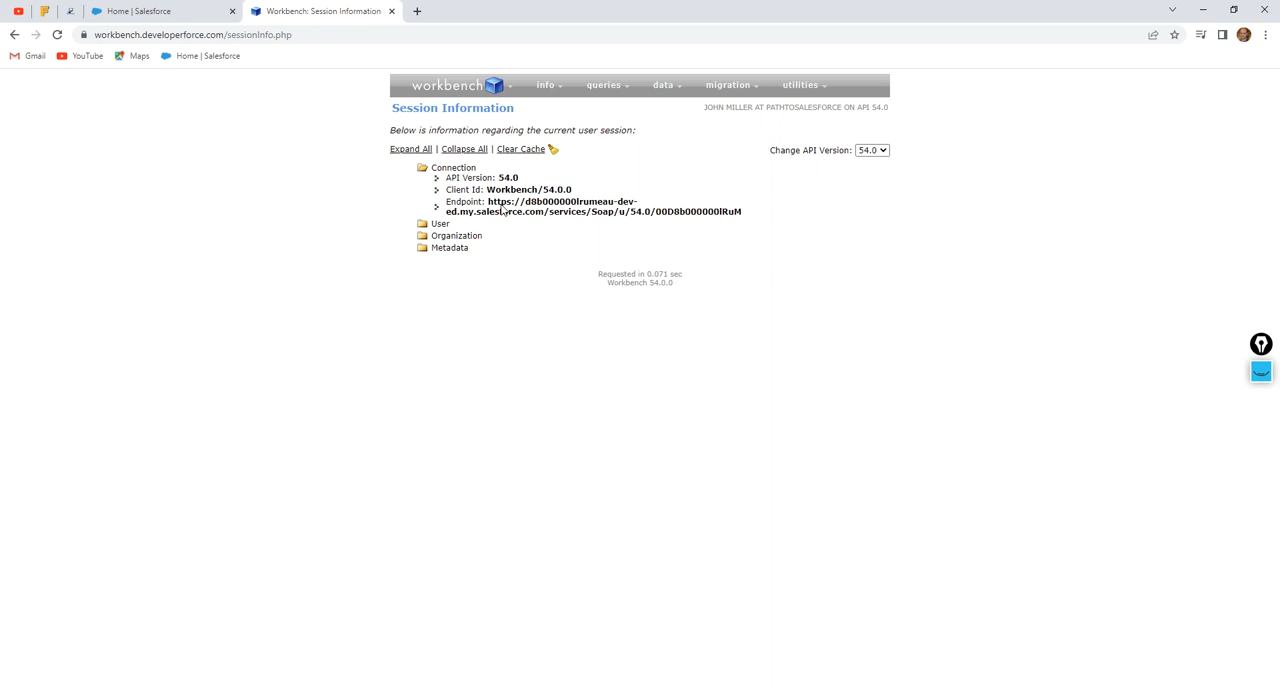 Home | Salesforce
Workbench: Session Information
workbench.developerforce.com/sessionInfo.php
Gmail YouTube Maps Home | Salesforce
workbench info queries data migration utilities
Session Information
JOHN MILLER AT PATHTOSALESFORCE ON API 54.0
Below is information regarding the current user session:
Expand All | Collapse All | Clear Cache
Change API Version: 54.0
Connection
API Version: 54.0
Client Id: Workbench/54.0.0
Endpoint: https://d8b000000lrumeau-dev-
ed.my.salesforce.com/services/Soap/u/54.0/00D8b000000lRuM
User
Organization
Metadata
Requested in 0.071 sec
Workbench 54.0.0